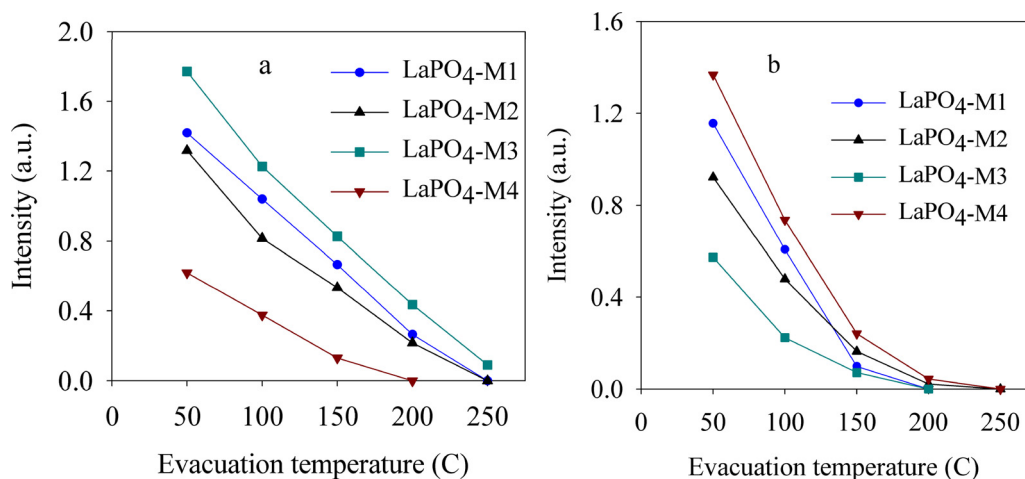 a
LaPO4-M1
LaPO4-M2
LaPO4-M3
LaPO4-M4
Intensity (a.u.)
2.0
1.6
1.2
0.8
0.4
0.0
0 50 100 150 200 250
Evacuation temperature (C)
b
LaPO4-M1
LaPO4-M2
LaPO4-M3
LaPO4-M4
Intensity (a.u.)
1.6
1.2
0.8
0.4
0.0
0 50 100 150 200 250
Evacuation temperature (C)